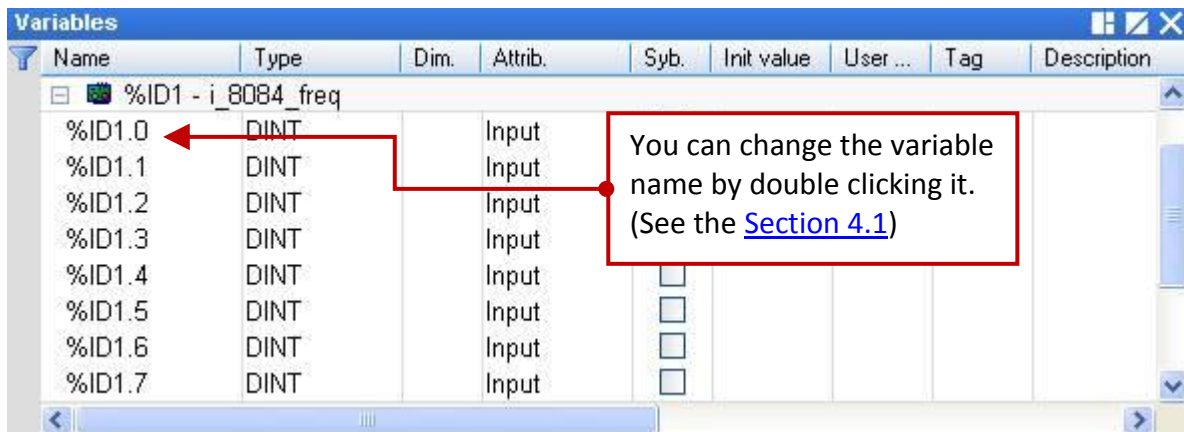 Variables
Name Type Dim. Attrib. Syb. Init value User ... Tag Description
%ID1 - i_8084_freq
%ID1.0 DINT Input
%ID1.1 DINT Input
%ID1.2 DINT Input
%ID1.3 DINT Input
%ID1.4 DINT Input
%ID1.5 DINT Input
%ID1.6 DINT Input
%ID1.7 DINT Input
You can change the variable
name by double clicking it.
(See the Section 4.1)